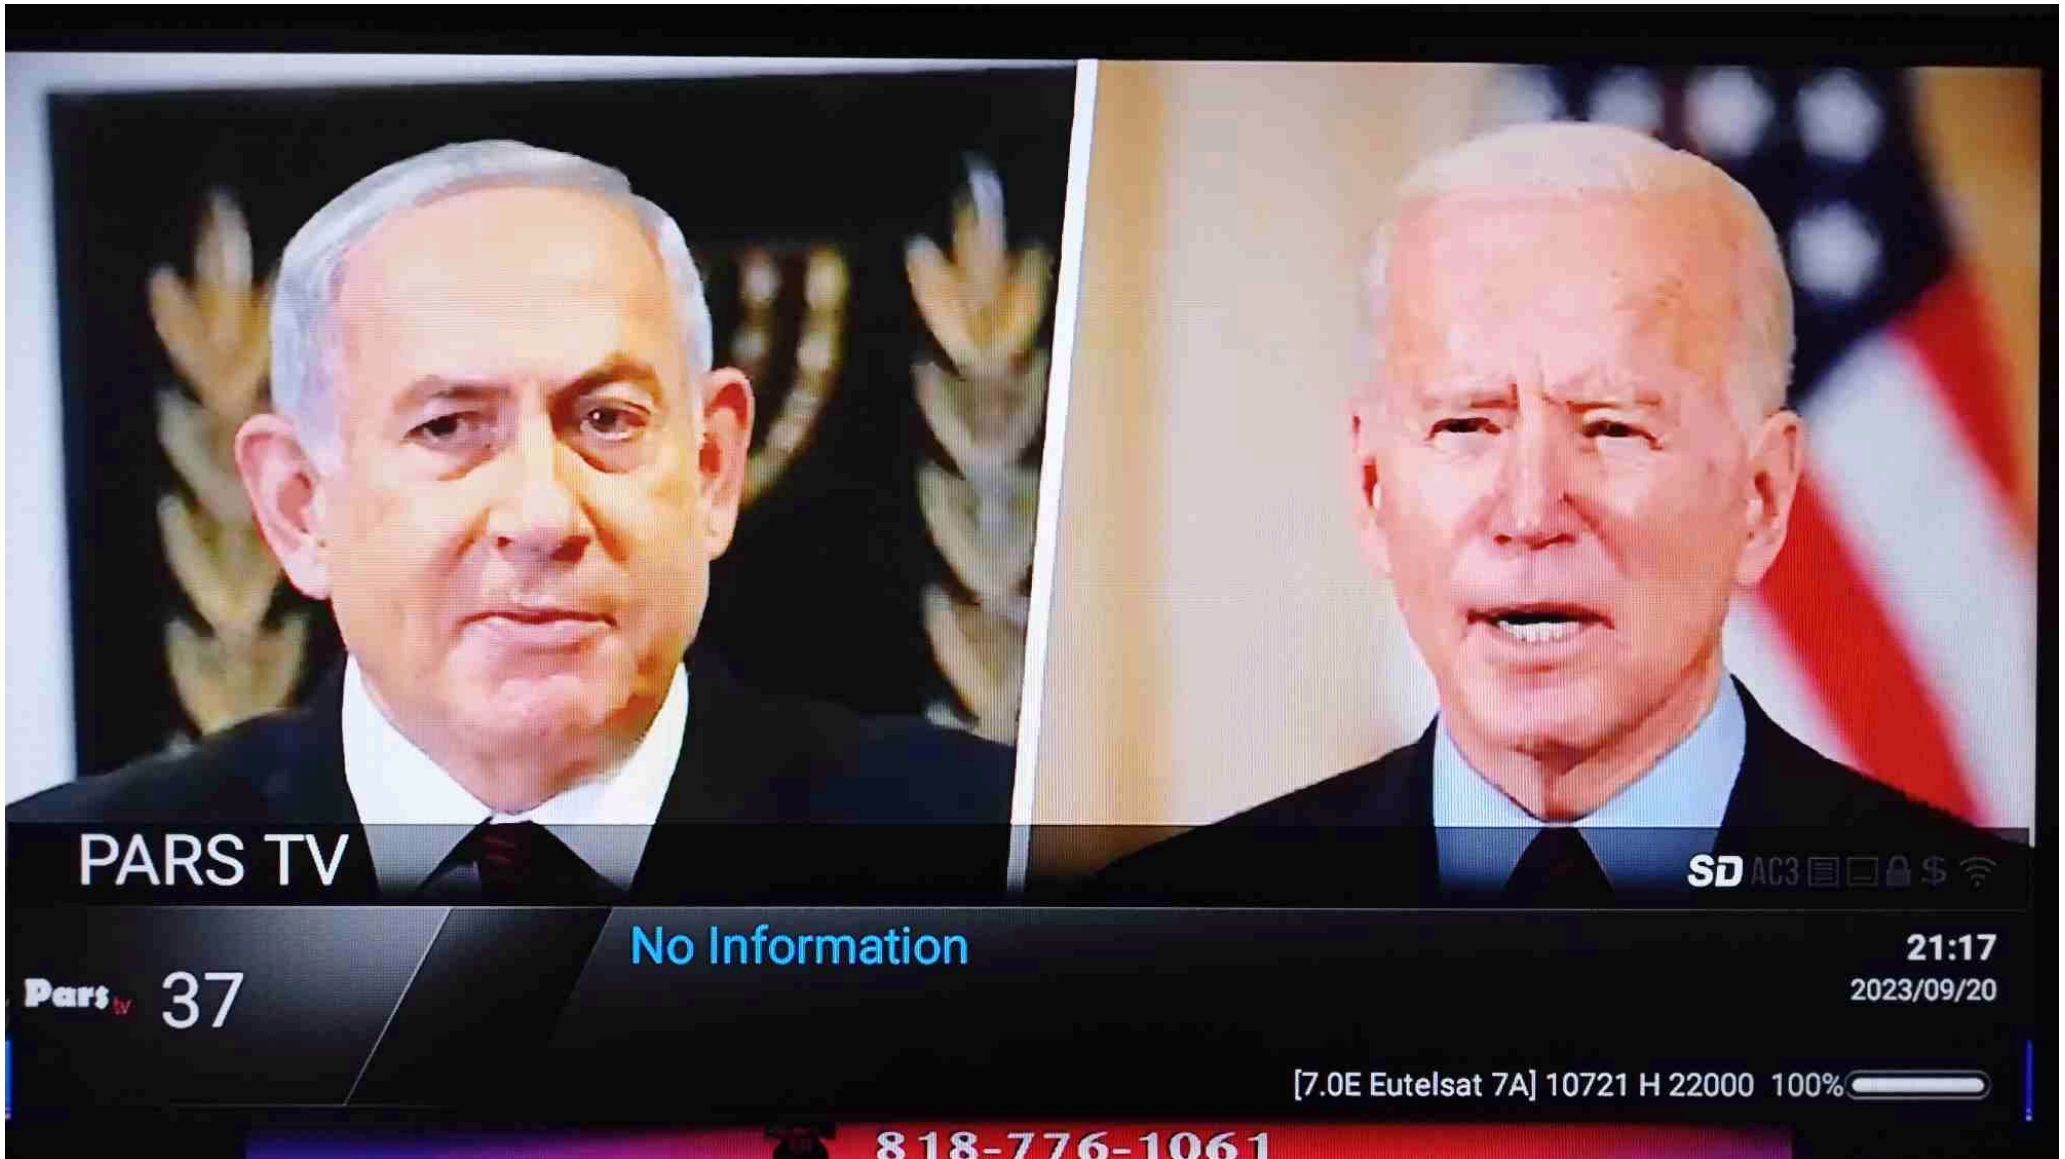 PARS TV
SD AC3 $
No Information
21:17
2023/09/20
Pars tv 37
[7.0E Eutelsat 7A] 10721 H 22000 100%
818-776-1061